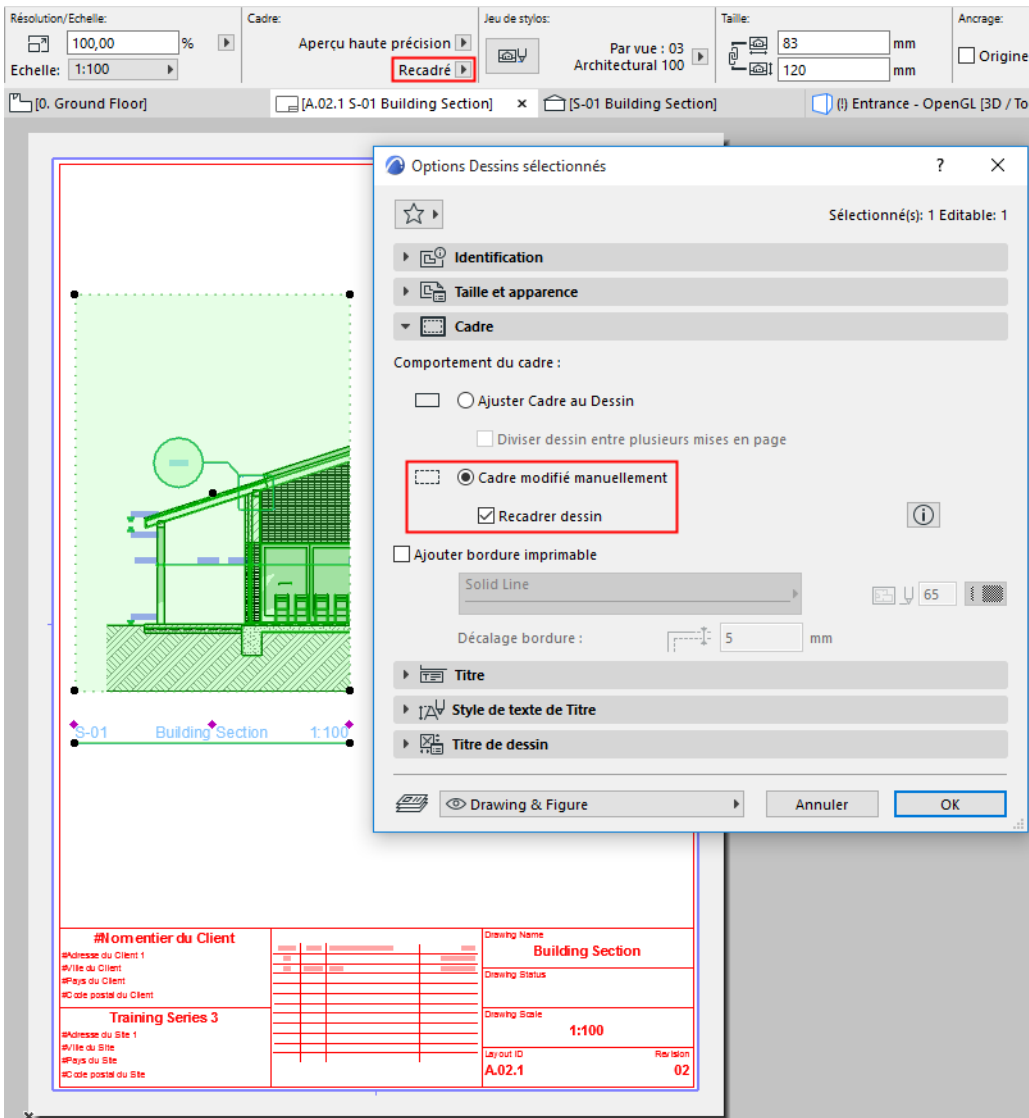 Résolution/Echelle:
Cadre:
Jeu de stylos:
Taille:
Ancrage:
100,00 %
Aperçu haute précision
Par vue : 03
Architectural 100
83 mm
Origine
Echelle: 1:100
Recadré
120 mm
[0. Ground Floor]
[A.02.1 S-01 Building Section] ×
[S-01 Building Section]
(!) Entrance - OpenGL [3D / To
Options Dessins sélectionnés
?
Sélectionné(s): 1 Editable: 1
Identification
Taille et apparence
Cadre
Comportement du cadre :
Ajuster Cadre au Dessin
Diviser dessin entre plusieurs mises en page
Cadre modifié manuellement
Recadrer dessin
Ajouter bordure imprimable
Solid Line
65
Décalage bordure : 5 mm
Titre
Style de texte de Titre
Titre de dessin
Drawing & Figure
Annuler
OK
S-01 Building Section 1:100
#Nom entier du Client
#Adresse du Client 1
#Ville du Client
#Pays du Client
#Code postal du Client
Training Series 3
#Adresse du Site 1
#Ville du Site
#Pays du Site
#Code postal du Site
Drawing Name
Building Section
Drawing Status
Drawing Scale
1:100
Layout ID
Revision
A.02.1
02